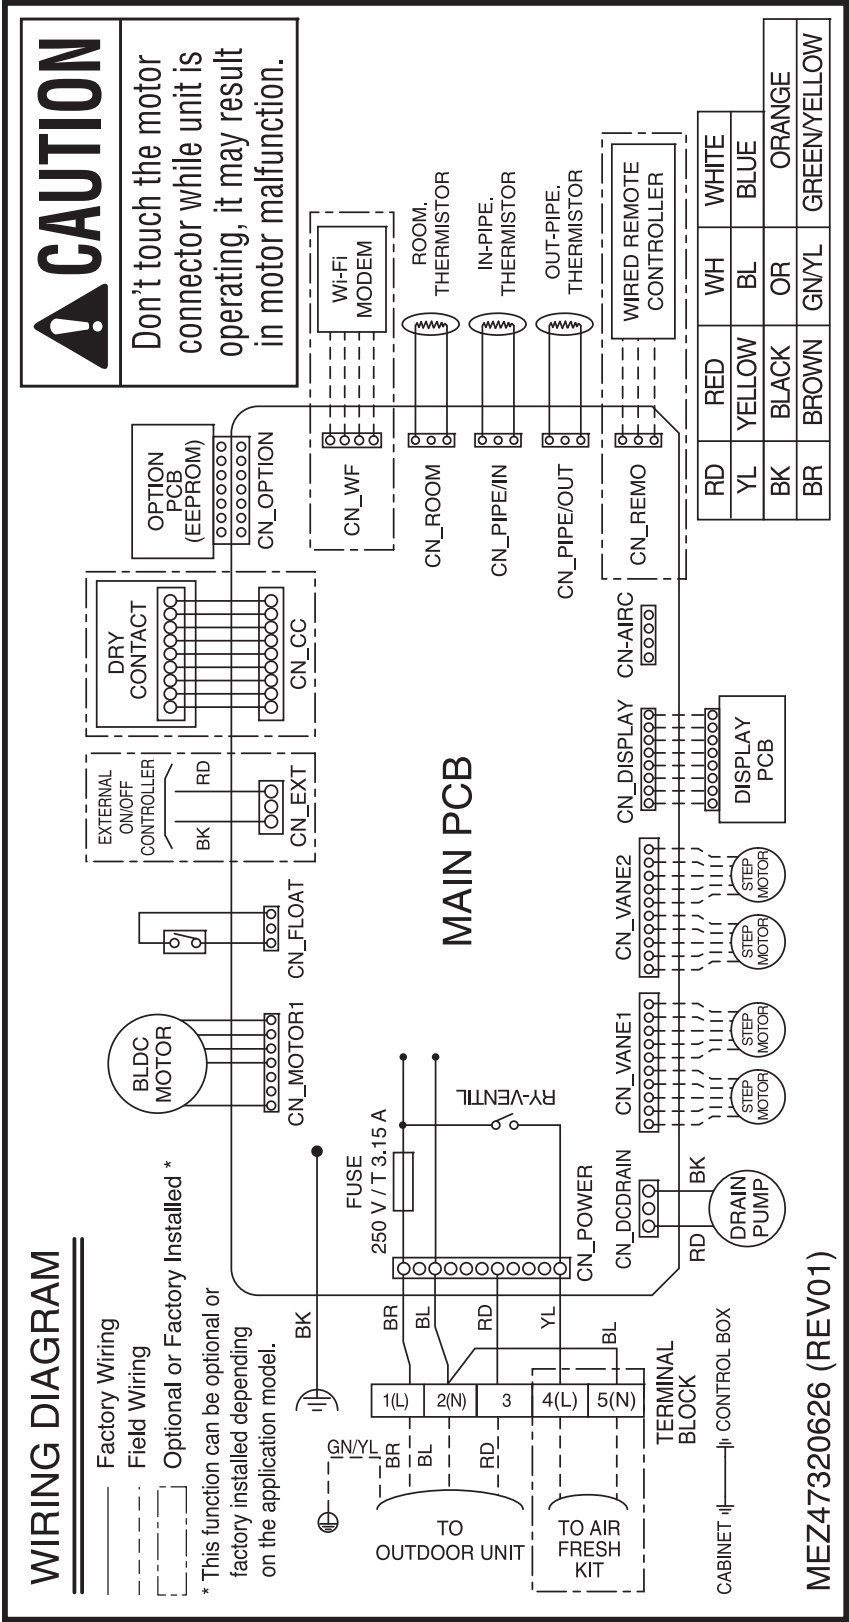 CAUTION
Don't touch the motor
connector while unit is
operating, it may result
in motor malfunction.
WIRING DIAGRAM
Factory Wiring
Field Wiring
Optional or Factory Installed *
* This function can be optional or
factory installed depending
on the application model.
BLDC
MOTOR
CN_MOTOR1
CN_FLOAT
EXTERNAL
ON/OFF
CONTROLLER
BK
RD
CN_EXT
DRY
CONTACT
CN_CC
OPTION
PCB
(EEPROM)
CN_OPTION
Wi-Fi
MODEM
CN_WF
ROOM.
THERMISTOR
CN_ROOM
IN-PIPE.
THERMISTOR
CN_PIPE/IN
OUT-PIPE.
THERMISTOR
CN_PIPE/OUT
WIRED REMOTE
CONTROLLER
CN_REMO
MAIN PCB
BK
FUSE
250 V / T 3.15 A
RY-VENTIL
CN_POWER
BR
BL
RD
YL
BL
1(L)
2(N)
3
4(L)
5(N)
TERMINAL
BLOCK
GN/YL
BR
BL
RD
TO
OUTDOOR UNIT
TO AIR
FRESH
KIT
CN_DCDRAIN
RD
BK
DRAIN
PUMP
CN_VANE1
STEP
MOTOR
STEP
MOTOR
CN_VANE2
STEP
MOTOR
STEP
MOTOR
CN_DISPLAY
DISPLAY
PCB
CN-AIRC
CABINET
CONTROL BOX
RD RED WH WHITE
YL YELLOW BL BLUE
BK BLACK OR ORANGE
BR BROWN GN/YL GREEN/YELLOW
MEZ47320626 (REV01)